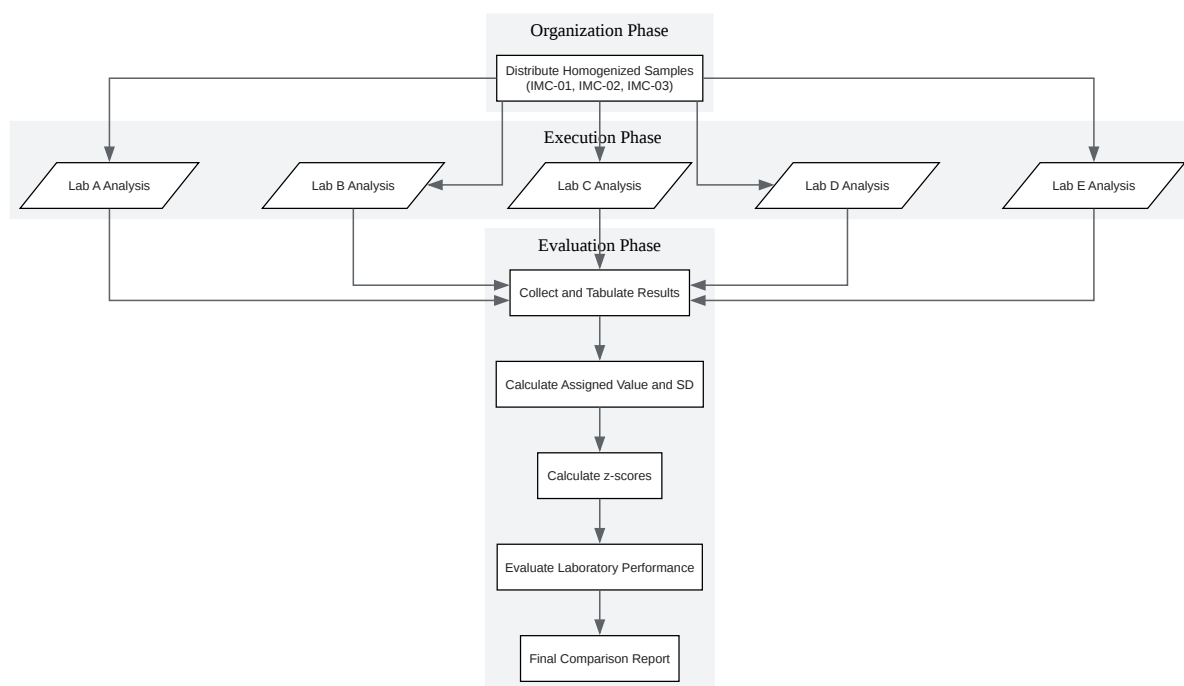 Organization Phase
Distribute Homogenized Samples
(IMC-01, IMC-02, IMC-03)
Execution Phase
Lab A Analysis
Lab B Analysis
Lab C Analysis
Lab D Analysis
Lab E Analysis
Evaluation Phase
Collect and Tabulate Results
Calculate Assigned Value and SD
Calculate z-scores
Evaluate Laboratory Performance
Final Comparison Report